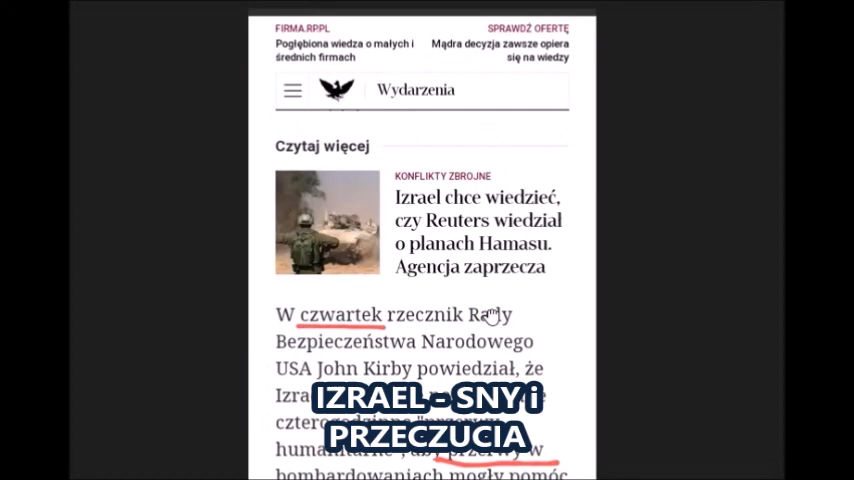 FIRMA.RP.PL
Pogłębiona wiedza o małych i
średnich firmach
SPRAWDŹ OFERTĘ
Mądra decyzja zawsze opiera
się na wiedzy
Wydarzenia
Czytaj więcej
KONFLIKTY ZBROJNE
Izrael chce wiedzieć,
czy Reuters wiedział
o planach Hamasu.
Agencja zaprzecza
W czwartek rzecznik Rady
Bezpieczeństwa Narodowego
USA John Kirby powiedział, że
IZRAEL - SNY i
PRZECZUCIA
przerwy w
bombardowaniach mogły pomóc